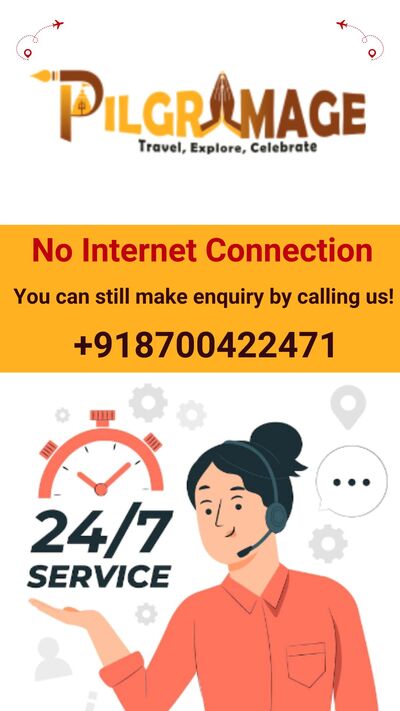 PILGRIMAGE
Travel, Explore, Celebrate
No Internet Connection
You can still make enquiry by calling us!
+918700422471
24/7
SERVICE